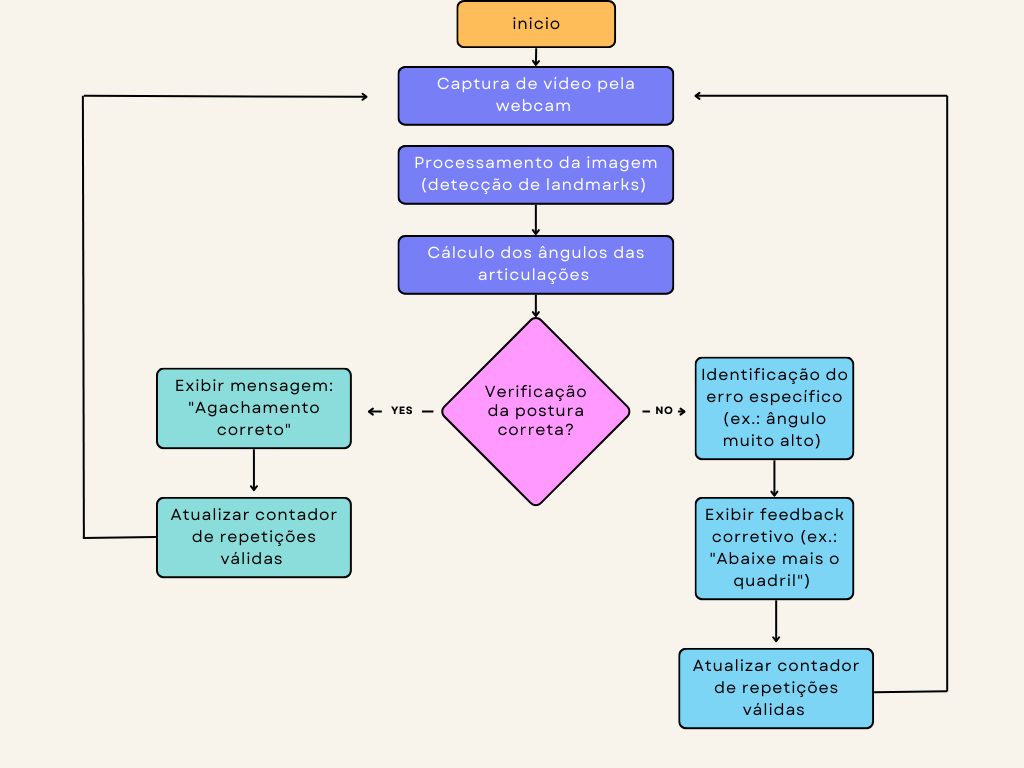 inicio
Captura de vídeo pela
webcam
Processamento da imagem
(detecção de landmarks)
Cálculo dos ângulos das
articulações
Verificação
da postura
correta?
YES
Exibir mensagem:
"Agachamento
correto"
Atualizar contador
de repetições
válidas
NO
Identificação do
erro específico
(ex.: ângulo
muito alto)
Exibir feedback
corretivo (ex.:
"Abaixe mais o
quadril")
Atualizar contador
de repetições
válidas